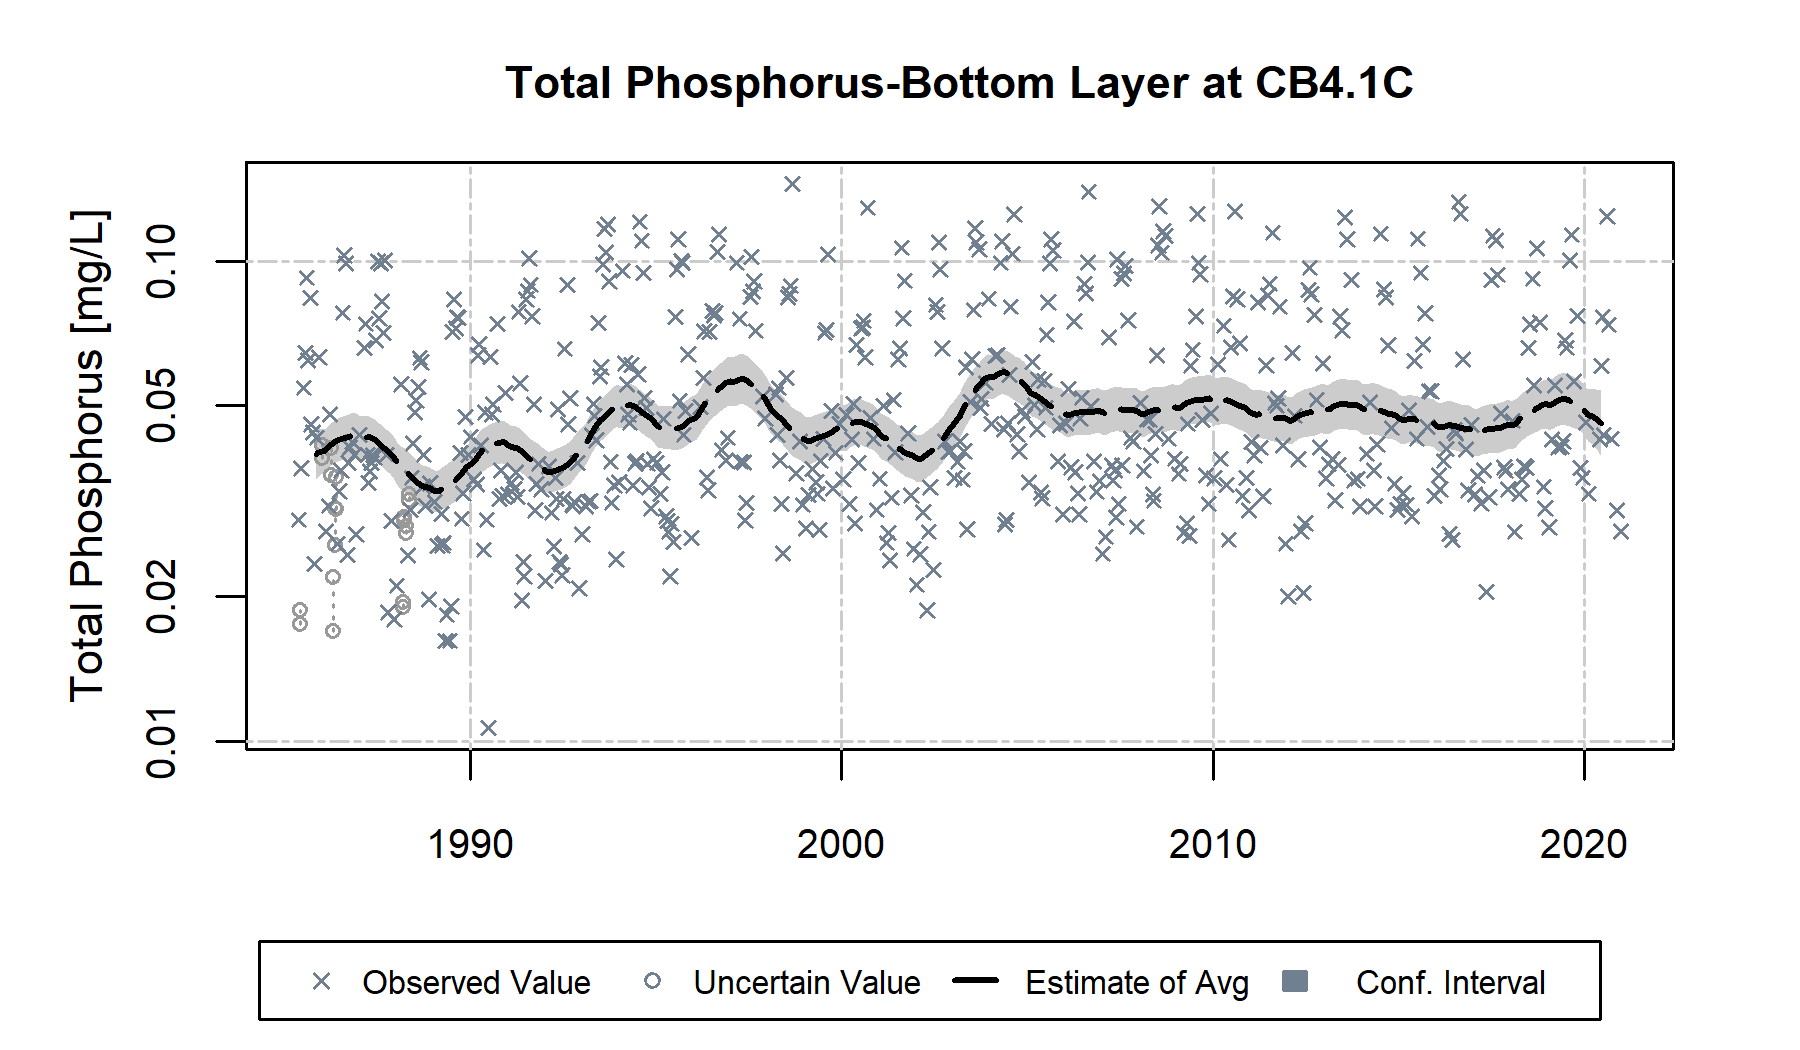 Total Phosphorus-Bottom Layer at CB4.1C
Total Phosphorus [mg/L]
0.10
0.05
0.02
0.01
1990 2000 2010 2020
Observed Value Uncertain Value Estimate of Avg Conf. Interval